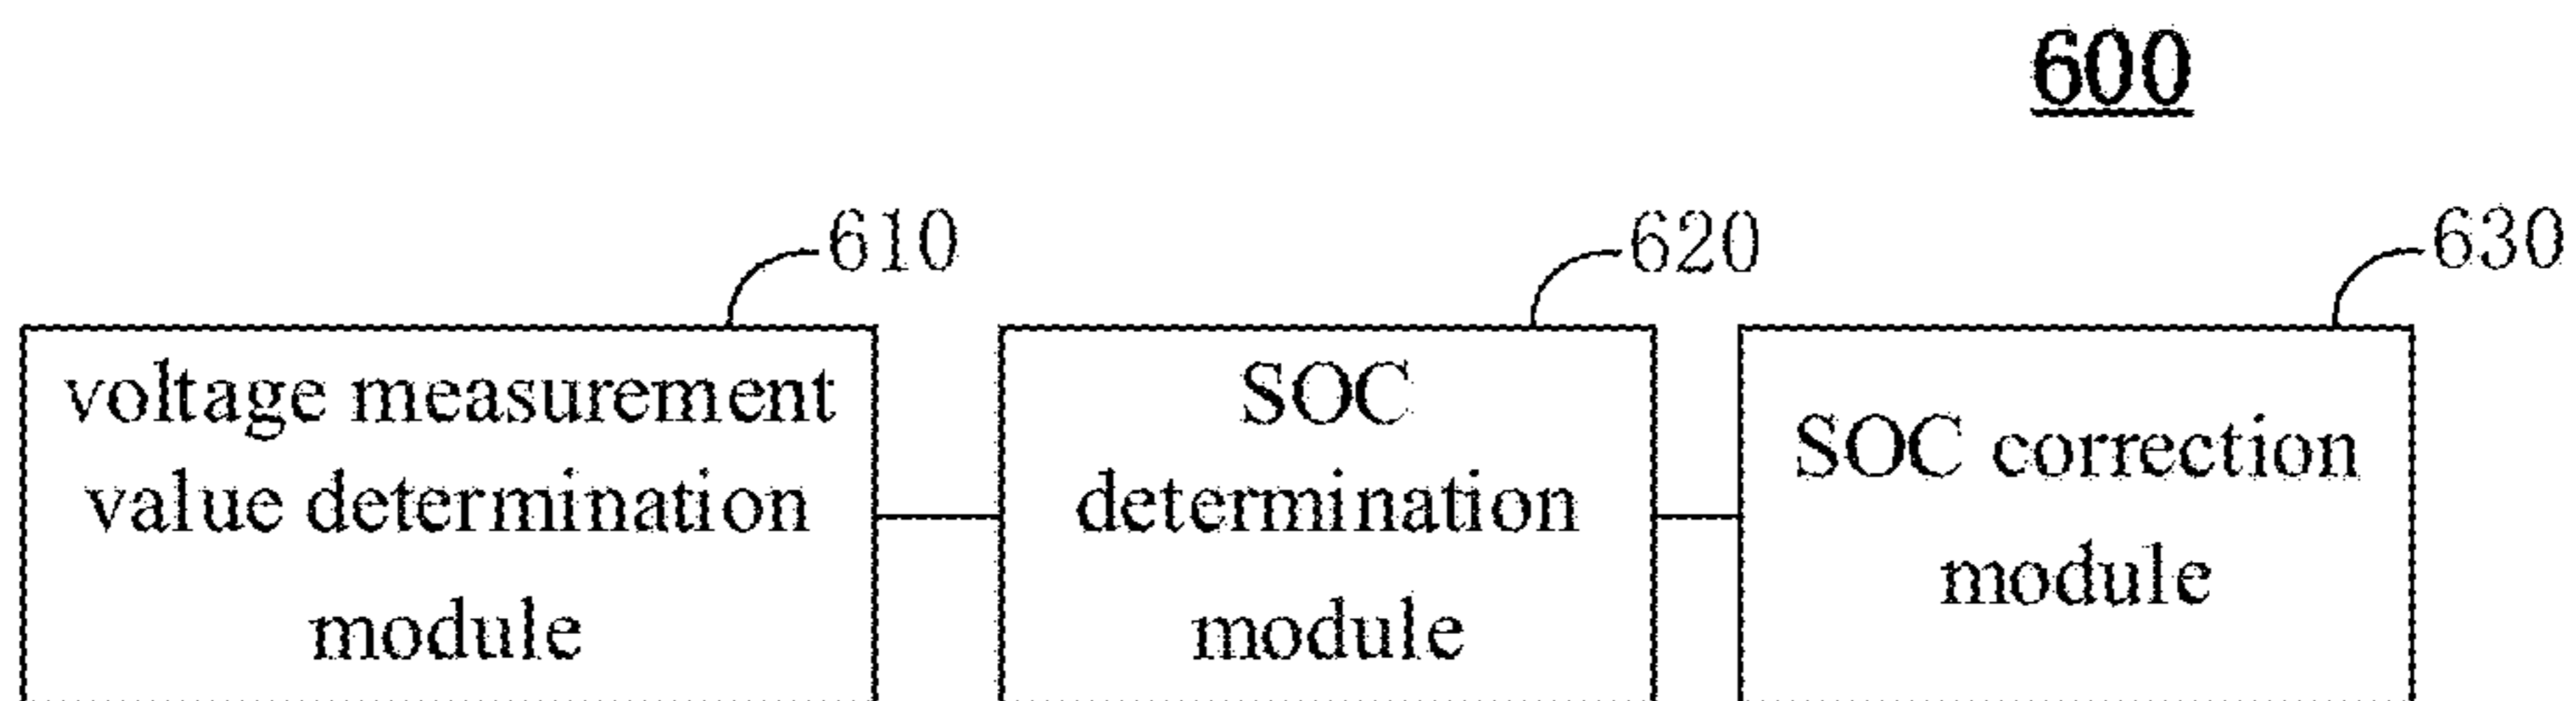 600
610
620
630
voltage measurement
value determination
module
SOC
determination
module
SOC correction
module